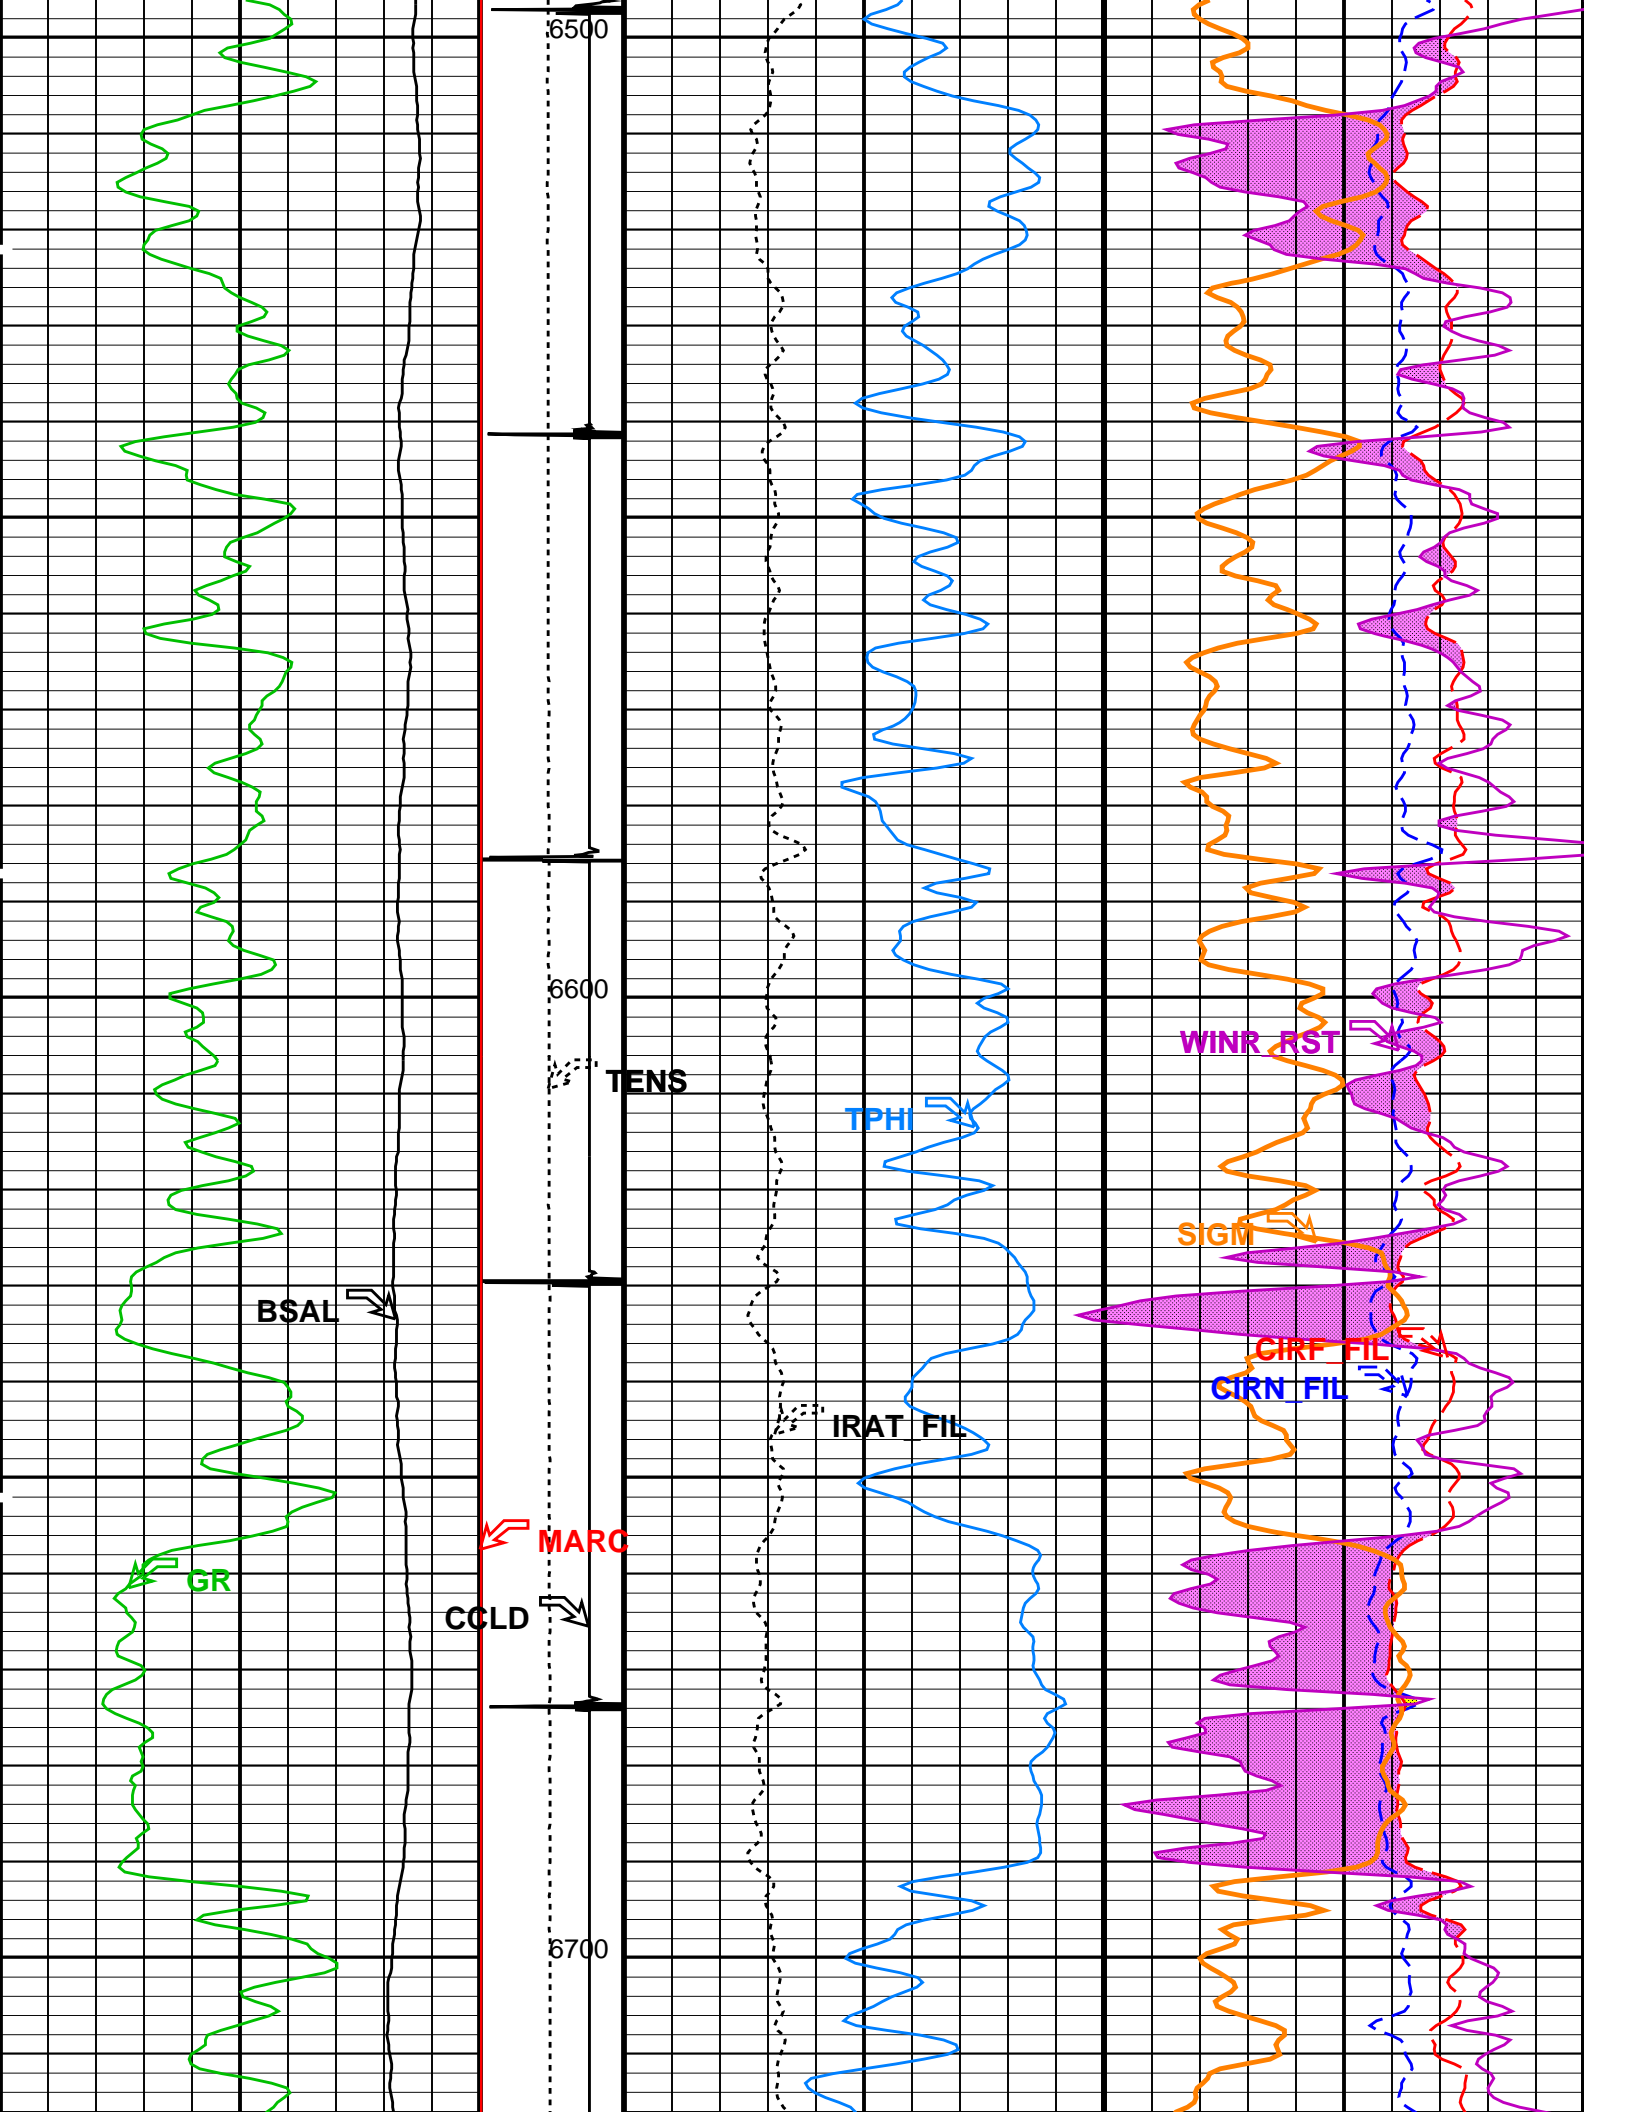 6500
6600
WINR_RST
TENS
TPHI
SIGM
BSAL
CIRF_FIL
CIRN_FIL
IRAT_FIL
MARC
GR
CCLD
6700